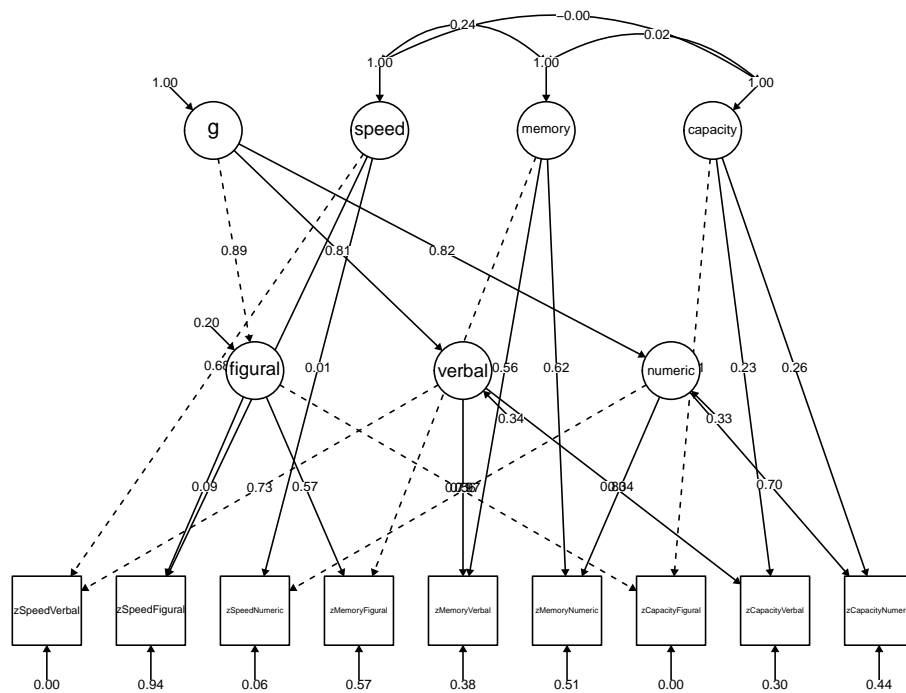 −0.00
0.24
0.02
1.00
1.00
1.00
1.00
g
speed
memory
capacity
0.89
0.81
0.82
0.20
0.68
figural
0.01
verbal
0.56
0.62
numeric
0.23
0.26
0.34
0.33
0.09
0.73
0.57
0.70
zSpeedVerbal
zSpeedFigural
zSpeedNumeric
zMemoryFigural
zMemoryVerbal
zMemoryNumeric
zCapacityFigural
zCapacityVerbal
zCapacityNumeri
0.00
0.94
0.06
0.57
0.38
0.51
0.00
0.30
0.44